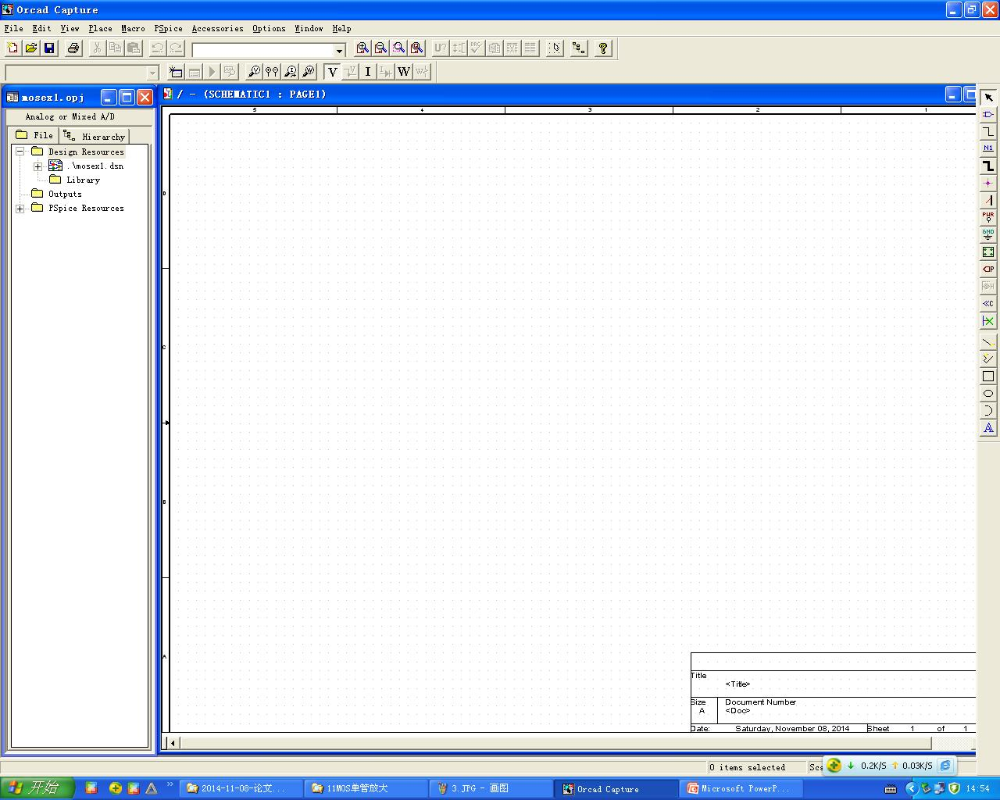 Orcad Capture
File Edit View Place Macro PSpice Accessories Options Window Help
U? DRC
V I W
mosex1.opj
/ - (SCHEMATIC1 : PAGE1)
Analog or Mixed A/D
File Hierarchy
Design Resources
.\mosex1.dsn
Library
Outputs
PSpice Resources
5 4 3 2 1
D
C
B
A
N1
PWR
GND
Title
<Title>
Size Document Number
A <Doc>
Date: Saturday, November 08, 2014 Sheet 1 of 1
0 items selected
0.2K/S 0.03K/S
开始 2014-11-08-论文... 11MOS单管放大 3.JPG - 画图 Orcad Capture Microsoft PowerP... 14:54